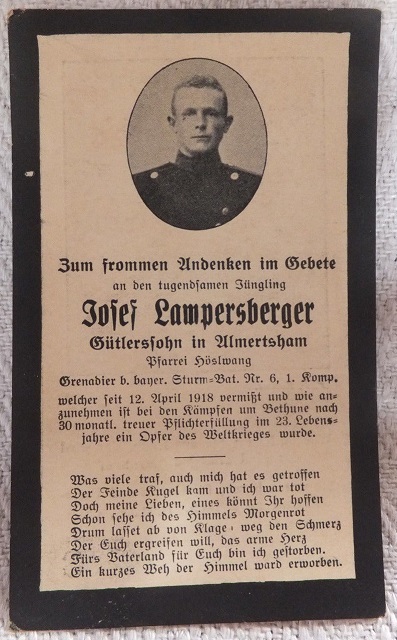 Zum frommen Andenken im Gebete
an den tugendsamen Jüngling
Josef Lampersberger
Gütlerssohn in Almertsham
Pfarrei Höslwang
Grenadier b. bayer. Sturm-Bat. Nr. 6, 1. Komp.
welcher seit 12. April 1918 vermißt und wie an-
zunehmen ist bei den Kämpfen um Bethune nach
30 monatl. treuer Pflichterfüllung im 23. Lebens-
jahre ein Opfer des Weltkrieges wurde.
Was viele traf, auch mich hat es getroffen
Der Feinde Kugel kam und ich war tot
Doch meine Lieben, eines könnt Ihr hoffen
Schon sehe ich des Himmels Morgenrot
Drum lasset ab von Klage, weg den Schmerz
Der Euch ergreifen will, das arme Herz
Fürs Vaterland für Euch bin ich gestorben.
Ein kurzes Weh der Himmel ward erworben.